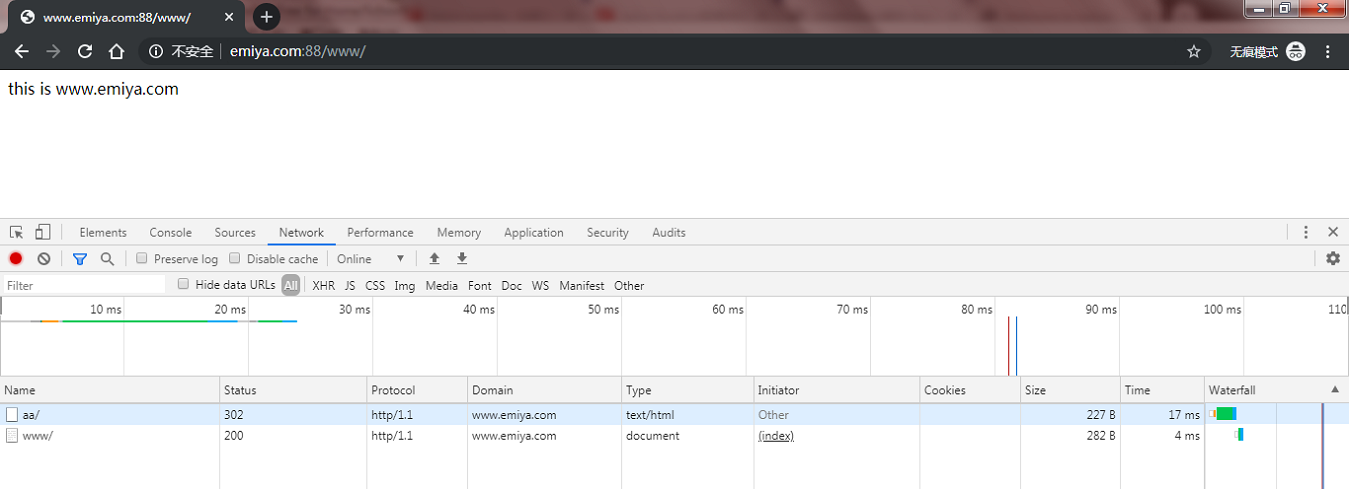 www.emiya.com:88/www/
不安全 emiya.com:88/www/ 无痕模式
this is www.emiya.com
Elements Console Sources Network Performance Memory Application Security Audits
Preserve log Disable cache Online
Filter Hide data URLs All XHR JS CSS Img Media Font Doc WS Manifest Other
10 ms 20 ms 30 ms 40 ms 50 ms 60 ms 70 ms 80 ms 90 ms 100 ms 110
Name Status Protocol Domain Type Initiator Cookies Size Time Waterfall
aa/ 302 http/1.1 www.emiya.com text/html Other 227 B 17 ms
www/ 200 http/1.1 www.emiya.com document (index) 282 B 4 ms